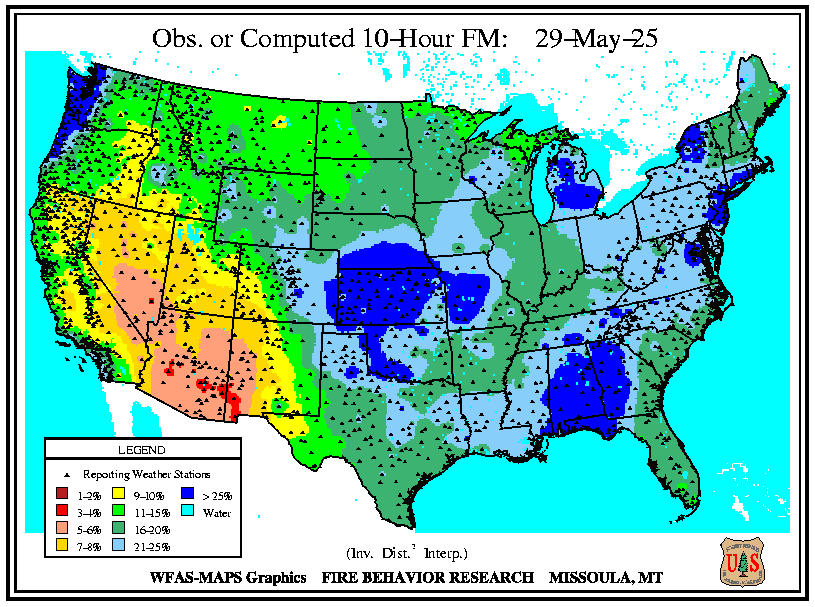 Obs. or Computed 10-Hour FM: 29-May-25
LEGEND
Reporting Weather Stations
1-2% 9-10% > 25%
3-4% 11-15% Water
5-6% 16-20%
7-8% 21-25%
(Inv. Dist.² Interp.)
WFAS-MAPS Graphics FIRE BEHAVIOR RESEARCH MISSOULA, MT
U S